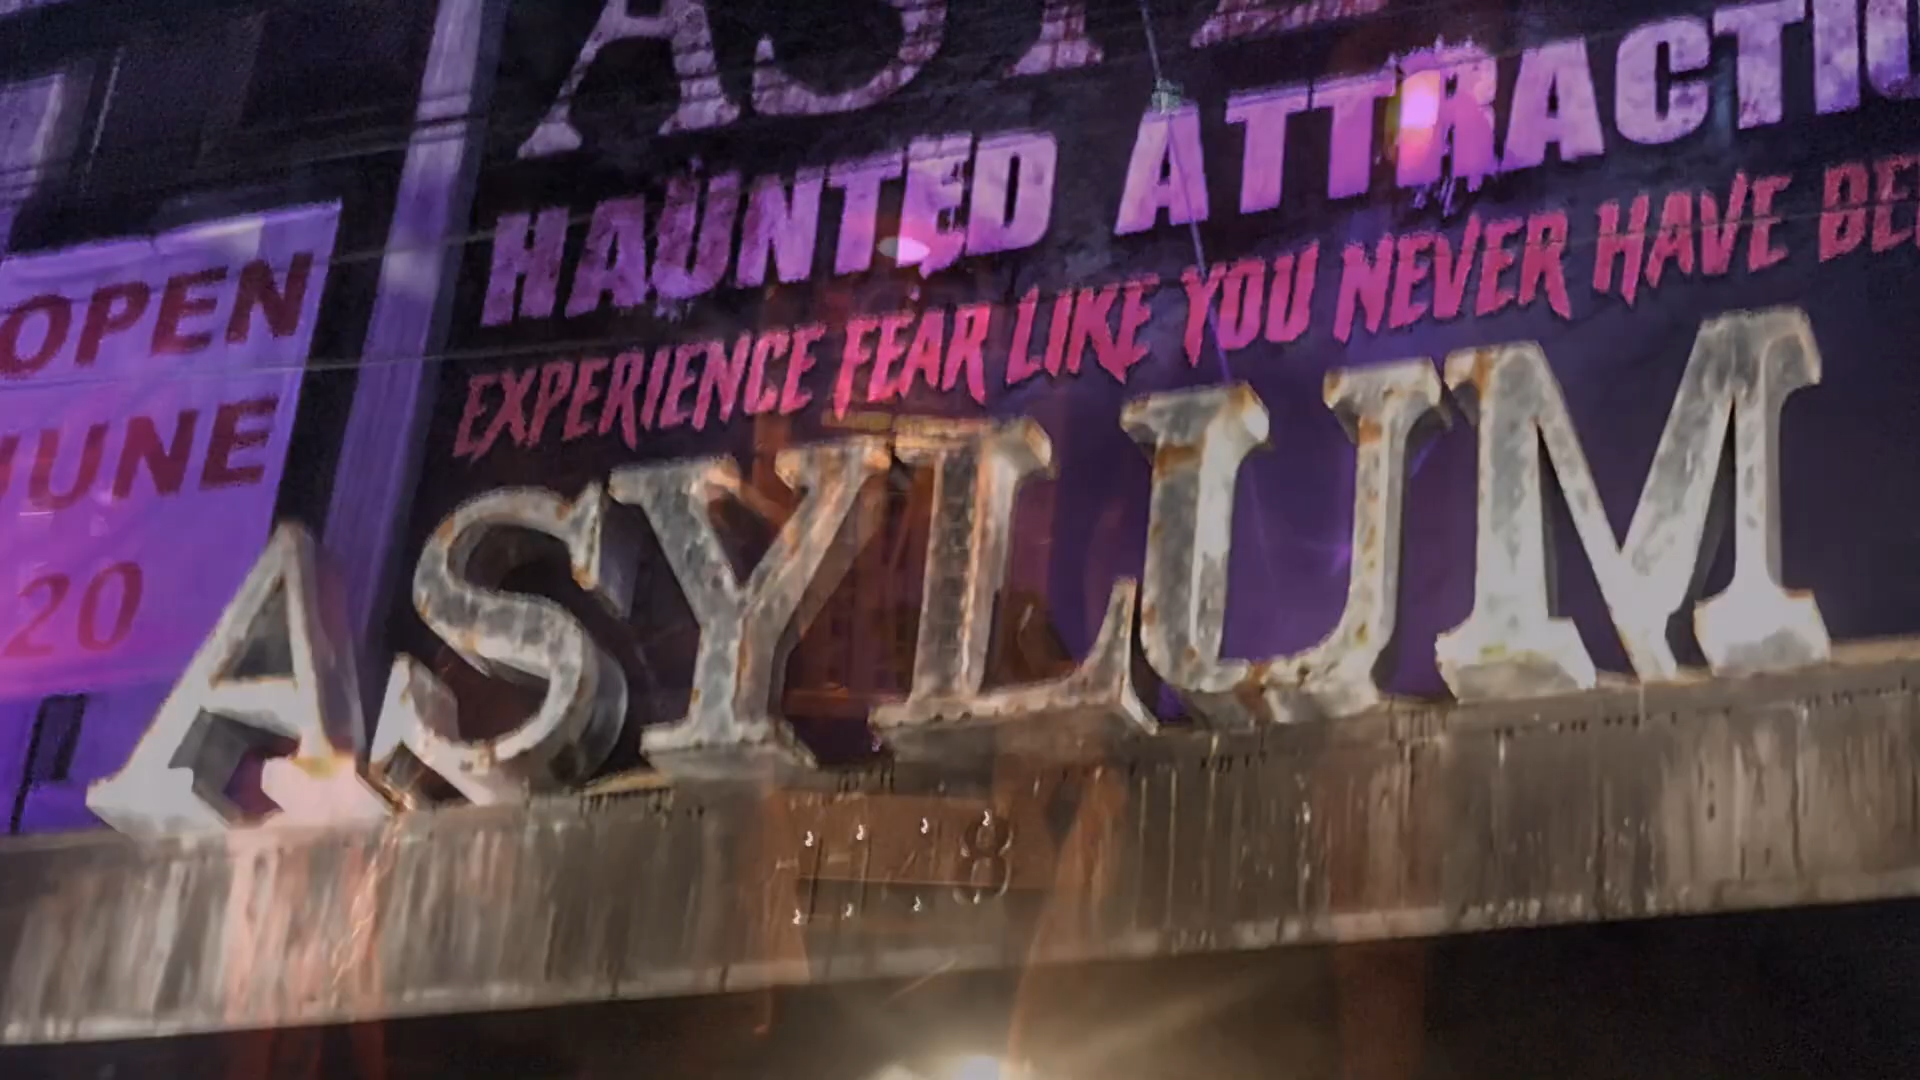 HAUNTED ATTRACTIO
EXPERIENCE FEAR LIKE YOU NEVER HAVE BE
OPEN
JUNE
20
ASYLUM